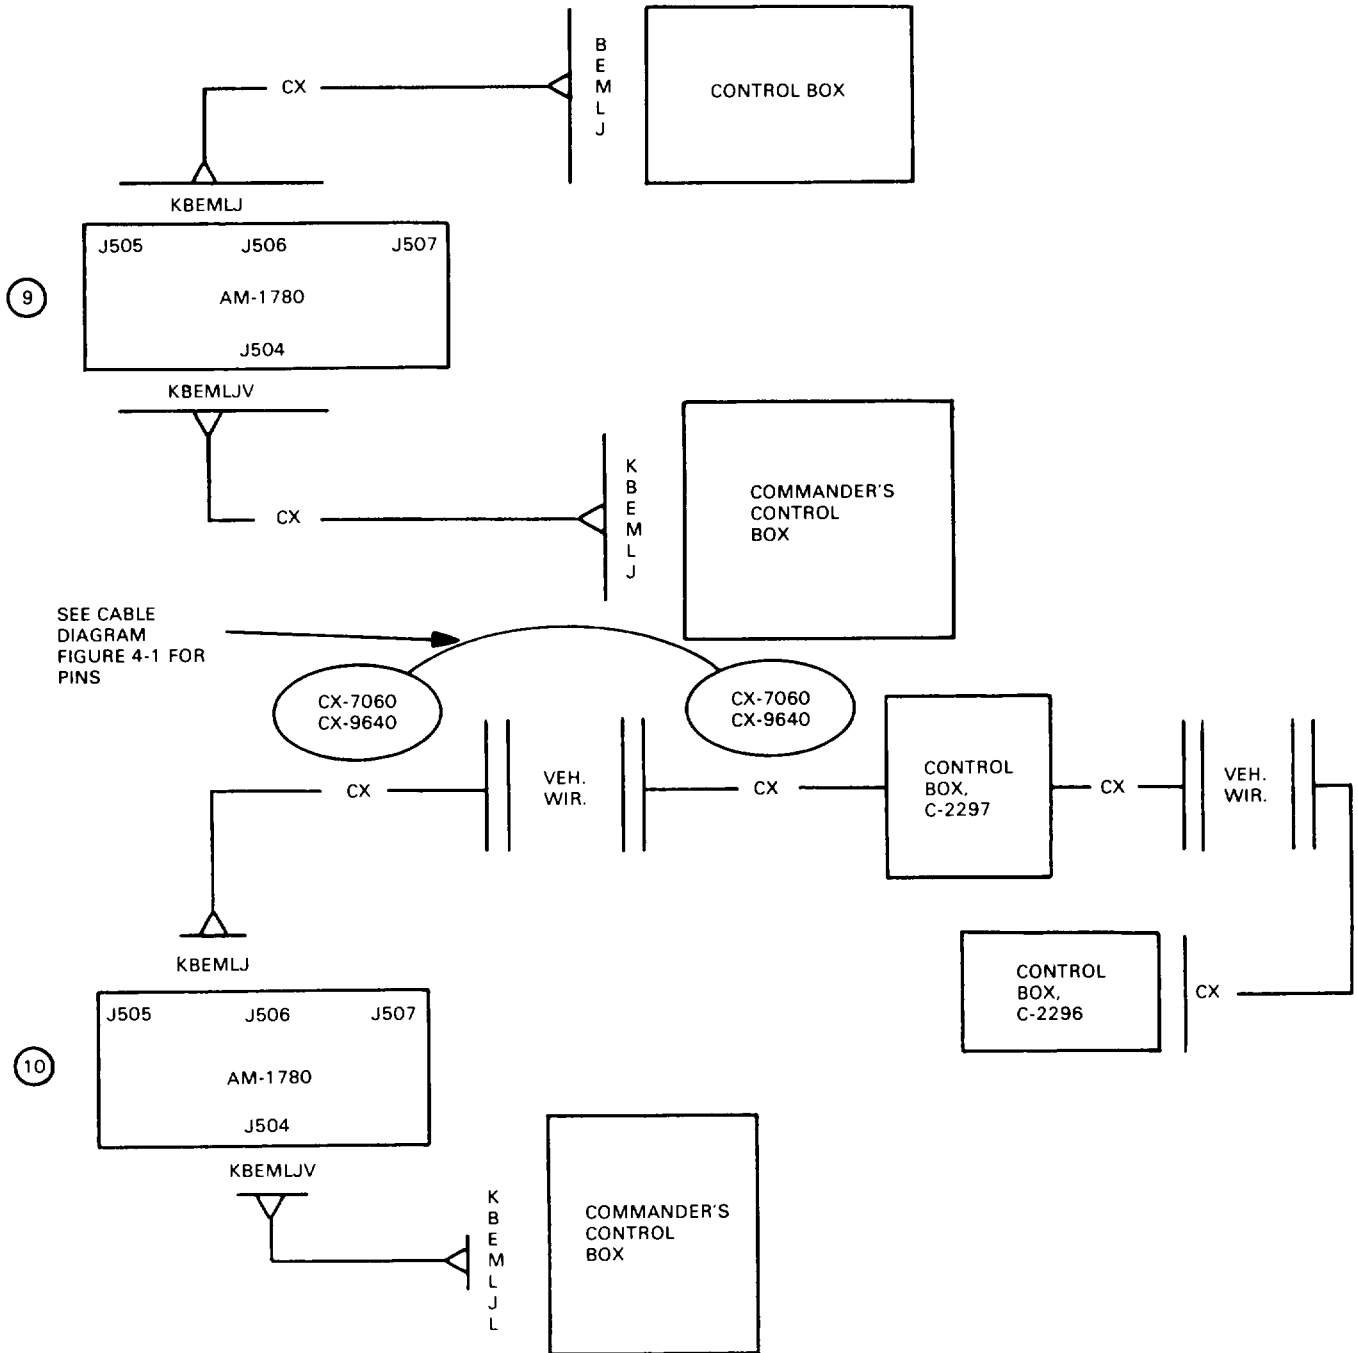 B
E
M
L
J
CONTROL BOX
CX
KBEMLJ
J505 J506 J507
9
AM-1780
J504
KBEMLJV
K
B
E
M
L
J
COMMANDER'S
CONTROL
BOX
CX
SEE CABLE
DIAGRAM
FIGURE 4-1 FOR
PINS
CX-7060
CX-9640
CX-7060
CX-9640
CX
VEH.
WIR.
CX
CONTROL
BOX,
C-2297
CX
VEH.
WIR.
KBEMLJ
CONTROL
BOX,
C-2296
CX
J505 J506 J507
10
AM-1780
J504
KBEMLJV
K
B
E
M
L
J
L
COMMANDER'S
CONTROL
BOX